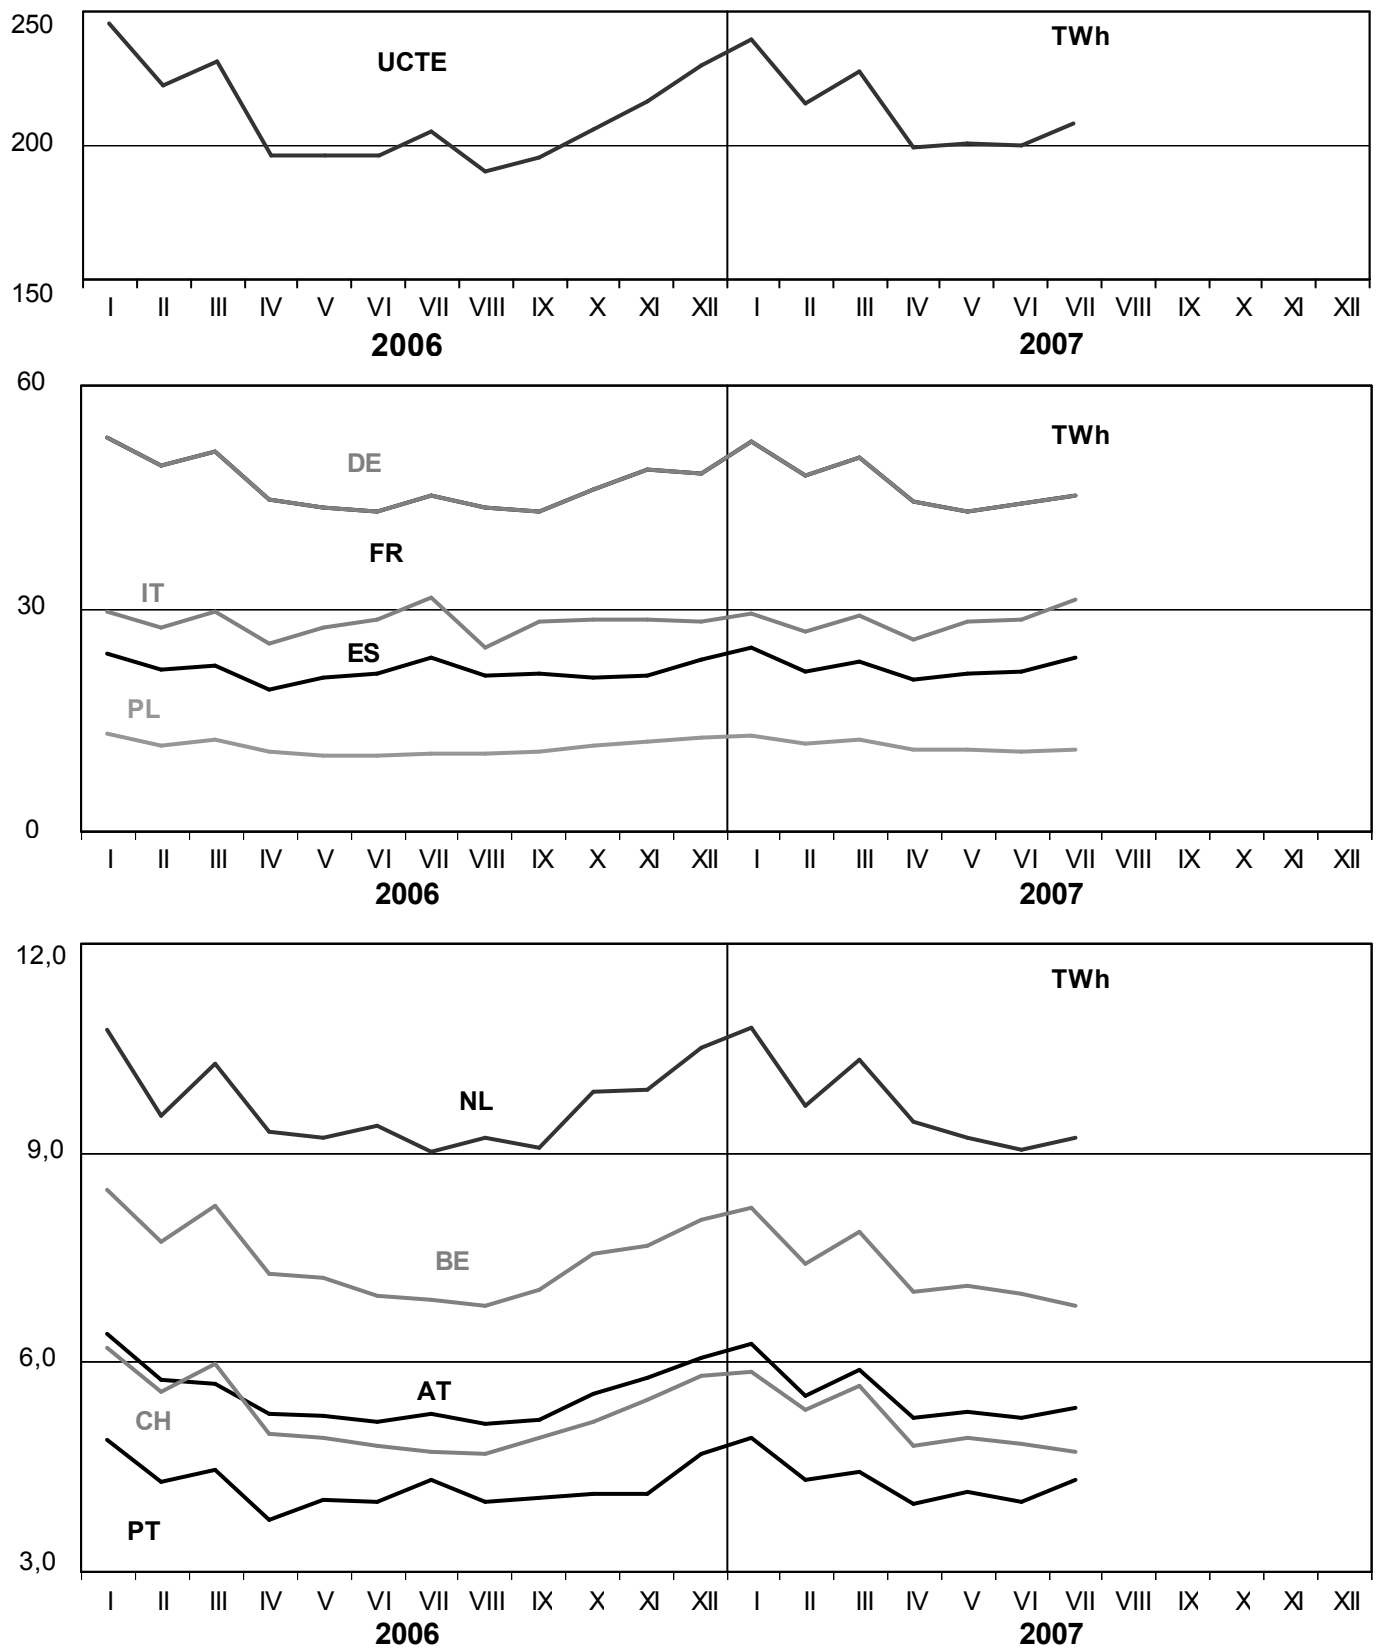 250
UCTE
TWh
200
150
I II III IV V VI VII VIII IX X XI XII I II III IV V VI VII VIII IX X XI XII
2006 2007
60
TWh
DE
FR
IT
30
ES
PL
0
I II III IV V VI VII VIII IX X XI XII I II III IV V VI VII VIII IX X XI XII
2006 2007
12,0
TWh
NL
9,0
BE
6,0
AT
CH
PT
3,0
I II III IV V VI VII VIII IX X XI XII I II III IV V VI VII VIII IX X XI XII
2006 2007